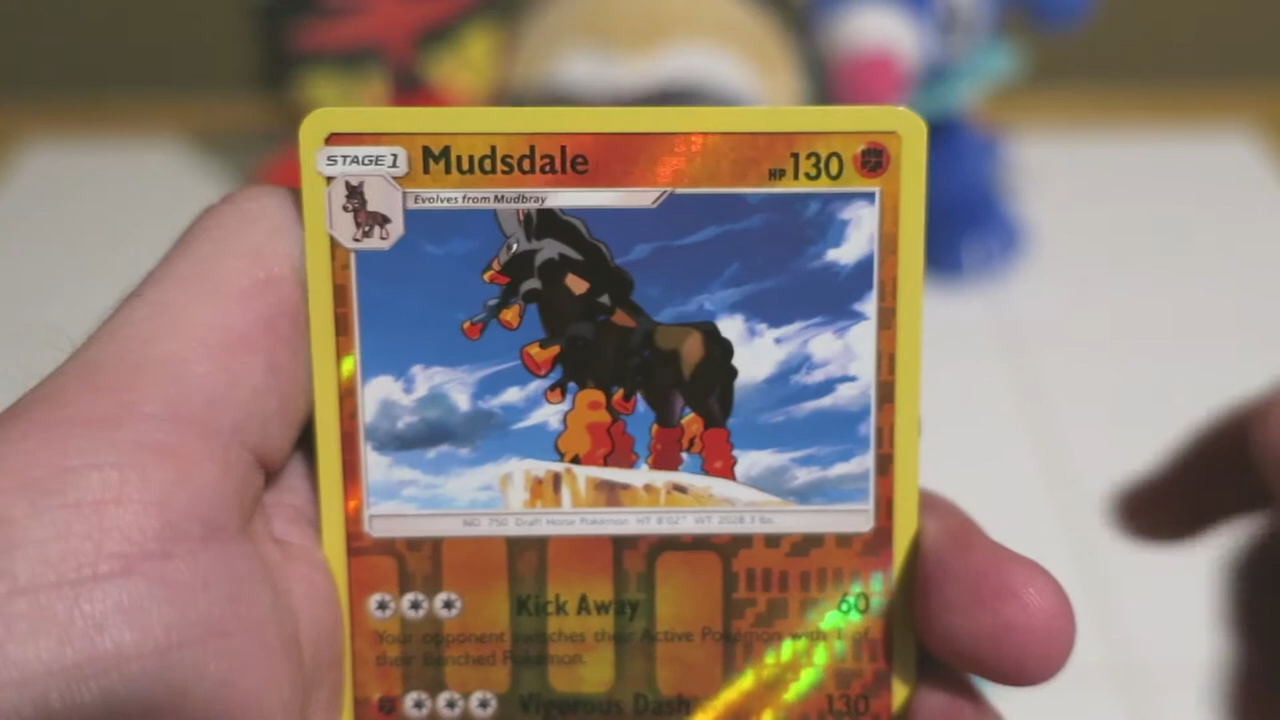 STAGE 1 Mudsdale HP 130
Evolves from Mudbray
NO. 750 Draft Horse Pokémon HT 8'02" WT 2028.3 lbs.
Kick Away 60
Your opponent switches their Active Pokémon with 1 of
their Benched Pokémon.
Vigorous Dash 130